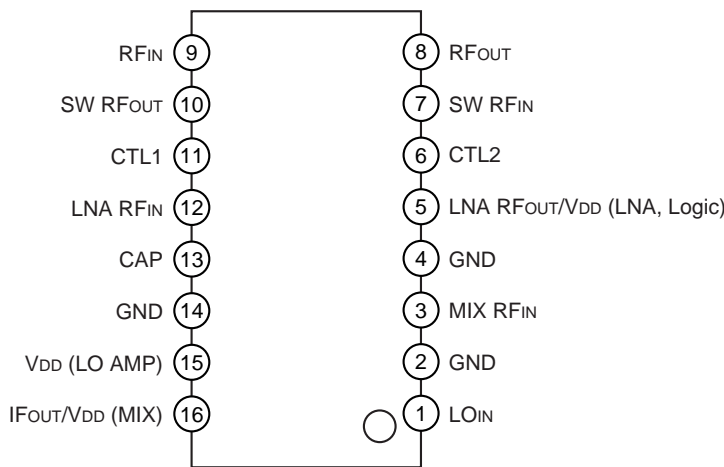 RFIN 9 8 RFOUT
SW RFOUT 10 7 SW RFIN
CTL1 11 6 CTL2
LNA RFIN 12 5 LNA RFOUT/VDD (LNA, Logic)
CAP 13 4 GND
GND 14 3 MIX RFIN
VDD (LO AMP) 15 2 GND
IFOUT/VDD (MIX) 16 1 LOIN